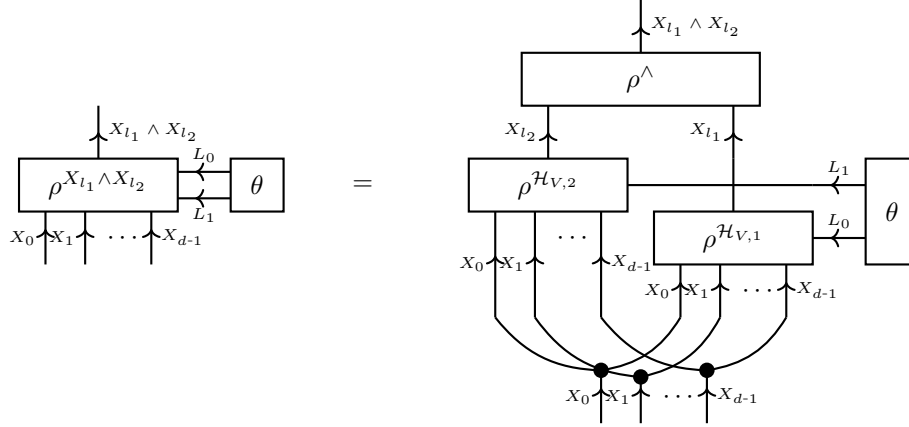 X_{l_1} ∧ X_{l_2}
ρ^∧
X_{l_1} ∧ X_{l_2}
X_{l_2}
X_{l_1}
ρ^{X_{l_1} ∧ X_{l_2}}
L_0
L_1
θ
=
ρ^{ℋ_{V,2}}
L_1
θ
X_0 X_1 ... X_{d-1}
...
ρ^{ℋ_{V,1}}
L_0
X_0 X_1 X_{d-1}
X_0 X_1 ... X_{d-1}
X_0 X_1 ... X_{d-1}